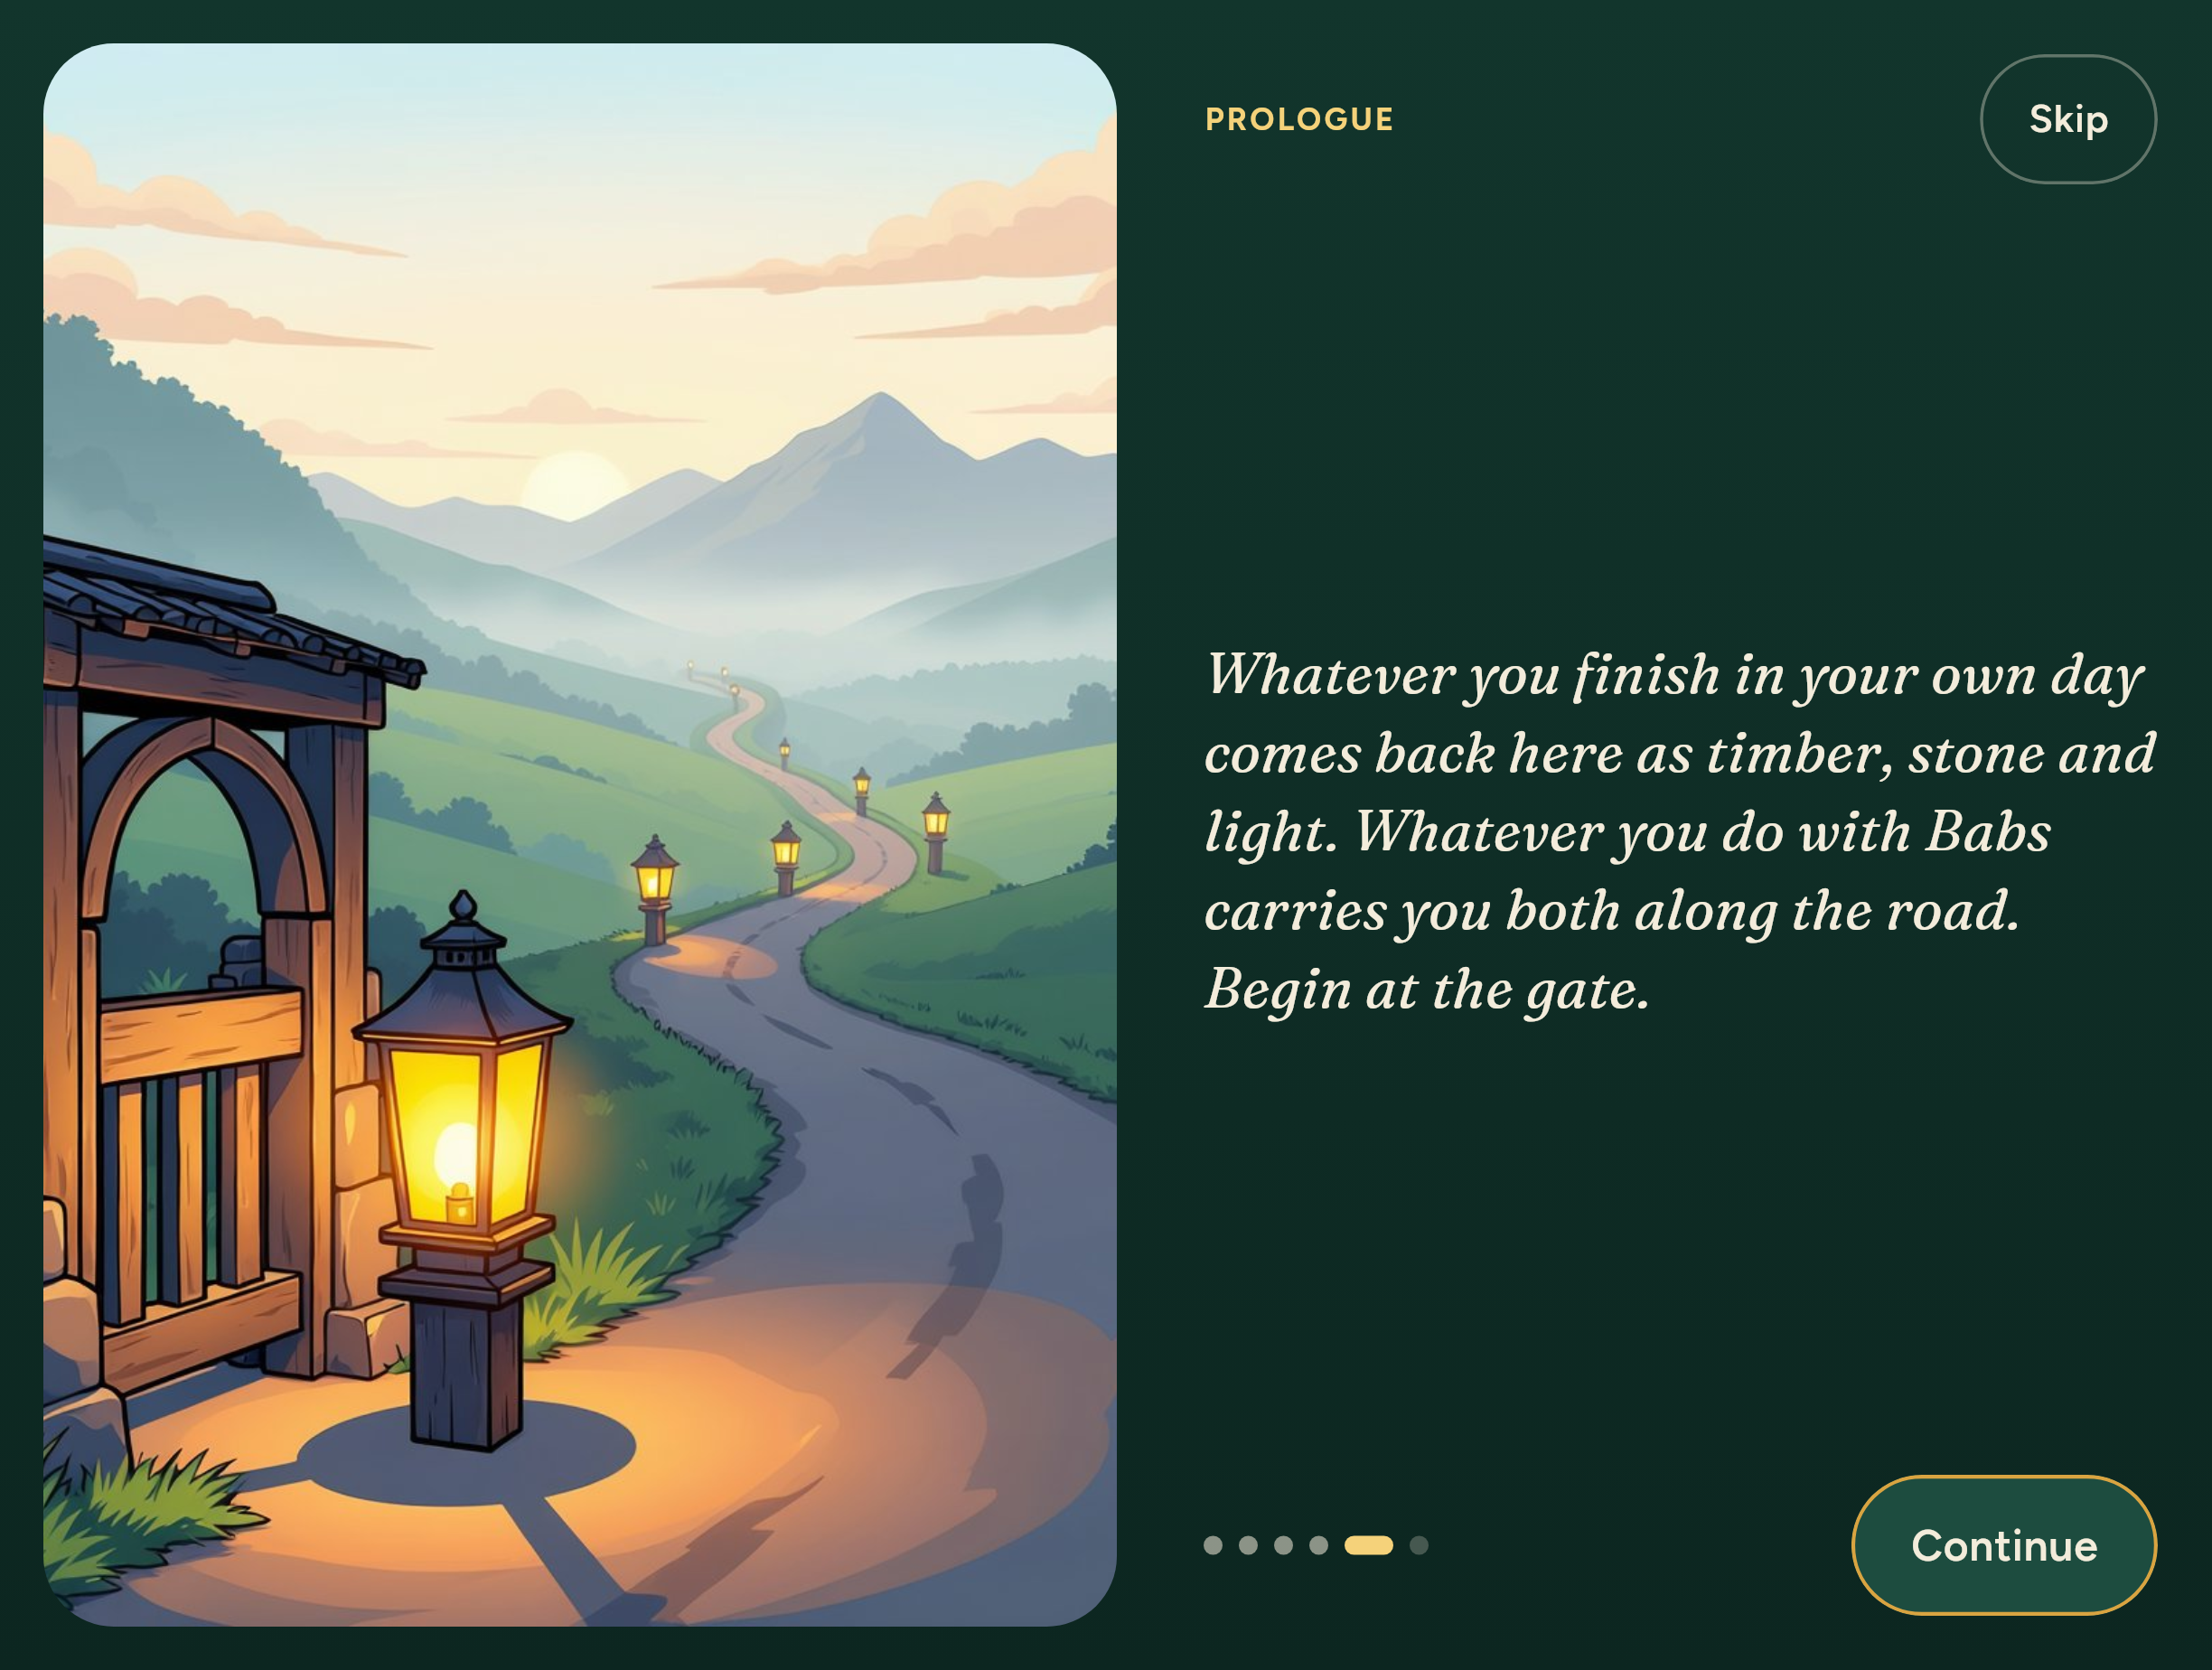 PROLOGUE
Skip
Whatever you finish in your own day
comes back here as timber, stone and
light. Whatever you do with Babs
carries you both along the road.
Begin at the gate.
Continue